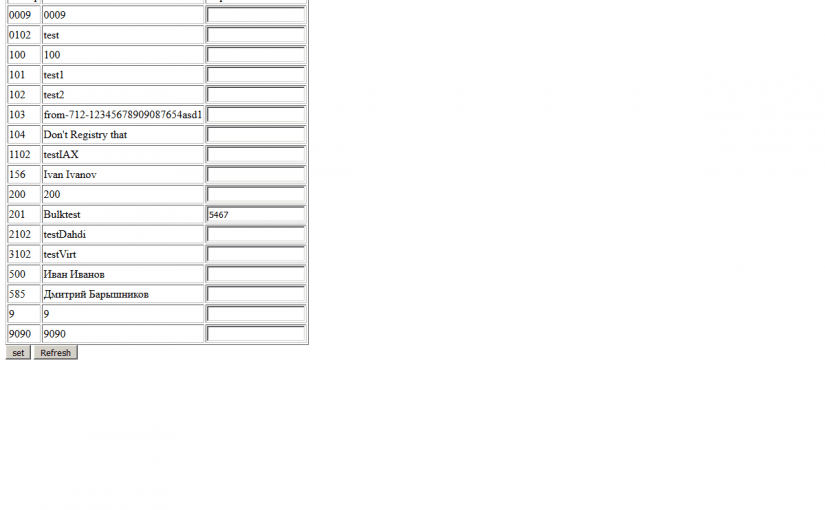 0009 0009
0102 test
100 100
101 test1
102 test2
103 from-712-12345678909087654asd1
104 Don't Registry that
1102 testIAX
156 Ivan Ivanov
200 200
201 Bulktest 5467
2102 testDahdi
3102 testVirt
500 Иван Иванов
585 Дмитрий Барышников
9 9
9090 9090
set Refresh